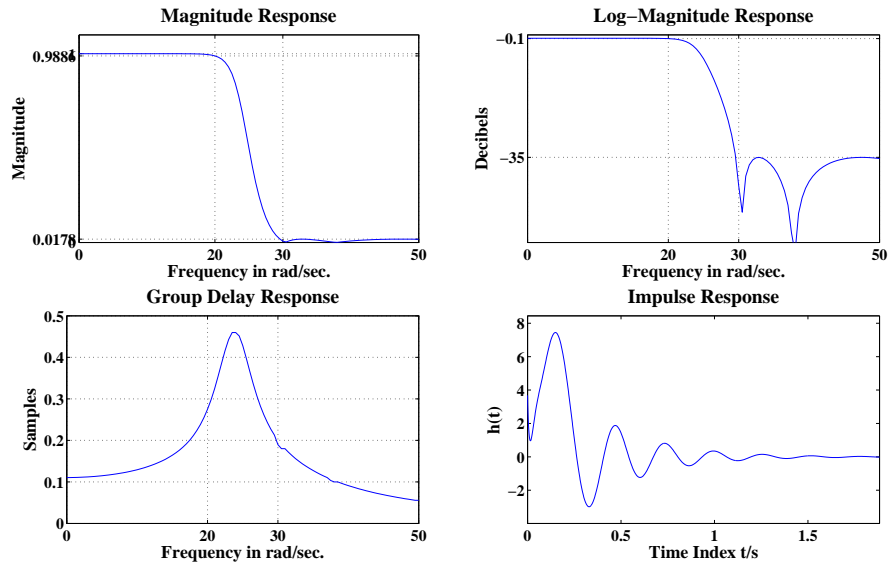 Magnitude Response
Magnitude
1
0.9886
0.0178
0
0
20
30
50
Frequency in rad/sec.
Log−Magnitude Response
Decibels
−0.1
−35
0
20
30
50
Frequency in rad/sec.
Group Delay Response
Samples
0.5
0.4
0.3
0.2
0.1
0
0
20
30
50
Frequency in rad/sec.
Impulse Response
h(t)
8
6
4
2
0
−2
0
0.5
1
1.5
Time Index t/s